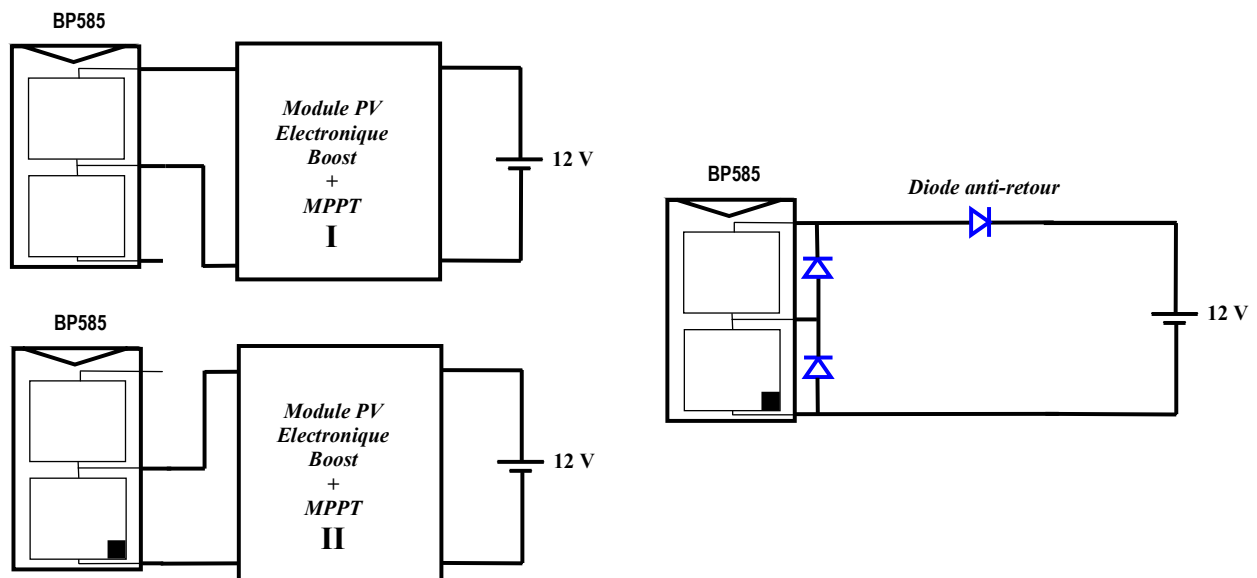 BP585
Module PV
Electronique
Boost
+
MPPT
I
12 V
BP585
Module PV
Electronique
Boost
+
MPPT
II
12 V
BP585
Diode anti-retour
12 V